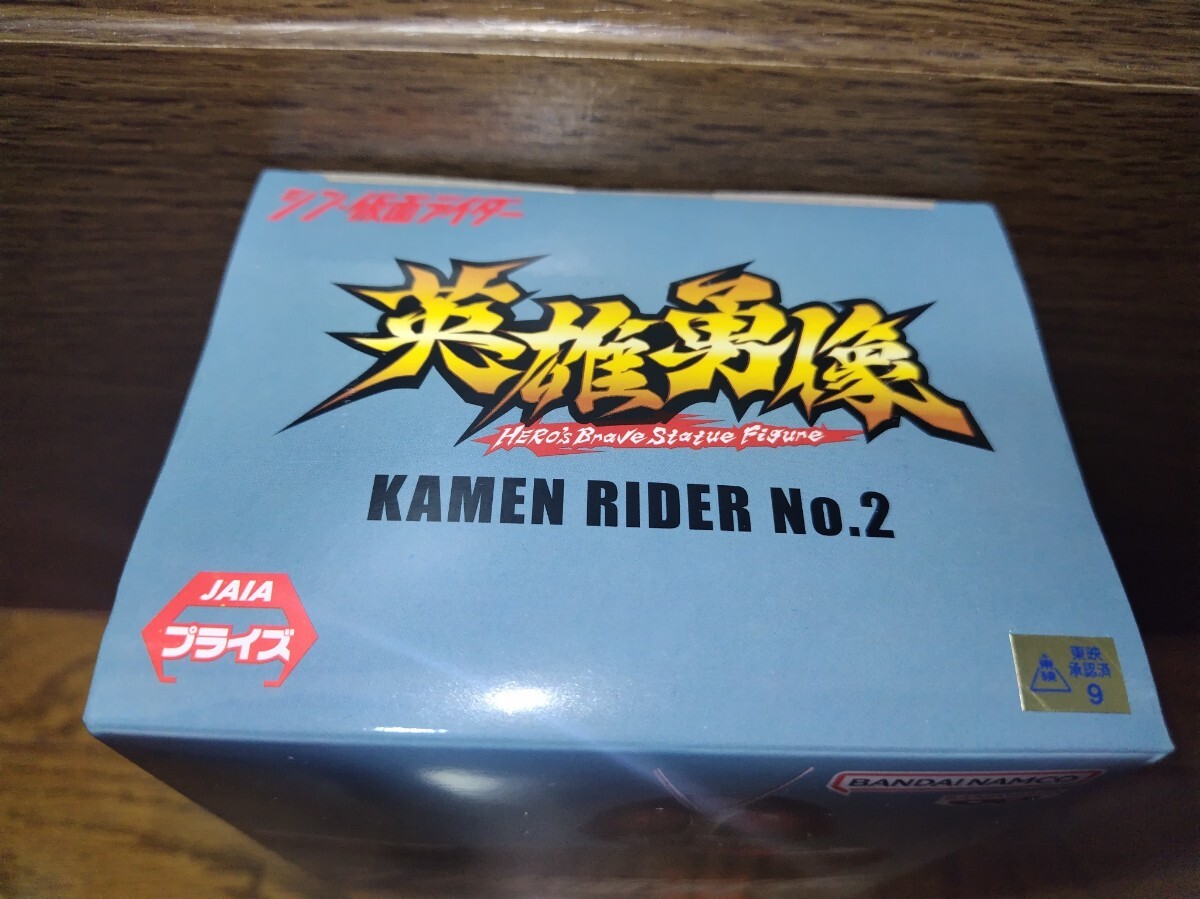 シン・仮面ライダー
英雄勇像
HERO's Brave Statue Figure
KAMEN RIDER No.2
JAIA
プライズ
東映
承認済
9
BANDAI NAMCO